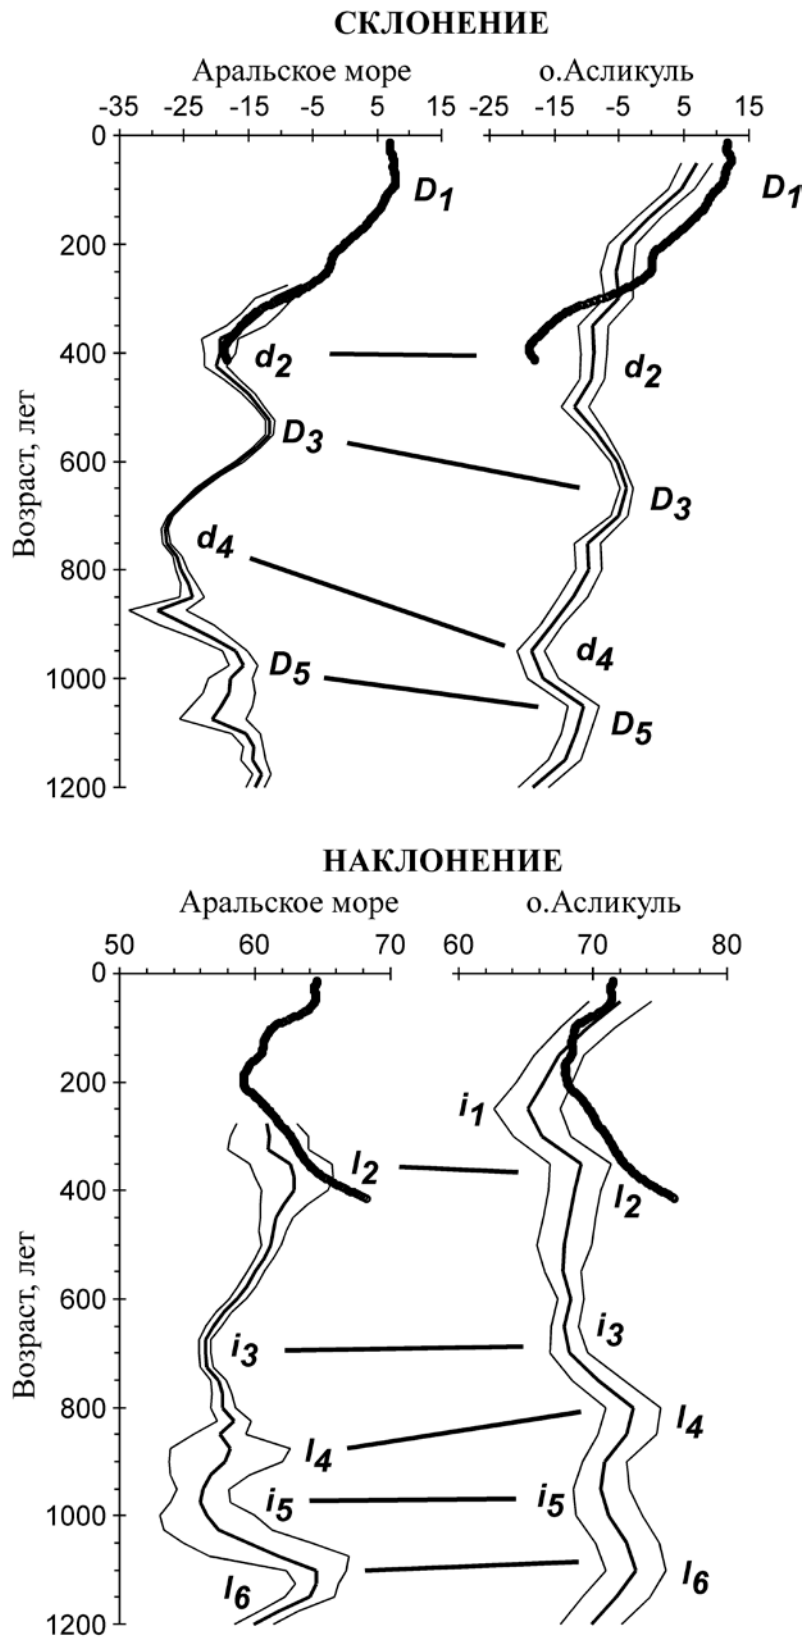 СКЛОНЕНИЕ
Аральское море о.Асликуль
-35 -25 -15 -5 5 15 -25 -15 -5 5 15
0
D1 D1
200
400
d2 d2
D3
600
D3
d4
800
d4
D5
1000
D5
1200
Возраст, лет
НАКЛОНЕНИЕ
Аральское море о.Асликуль
50 60 70 60 70 80
0
200
i1
I2
400
I2
600
i3
i3
800
I4
I4
i5 i5
1000
I6 I6
1200
Возраст, лет